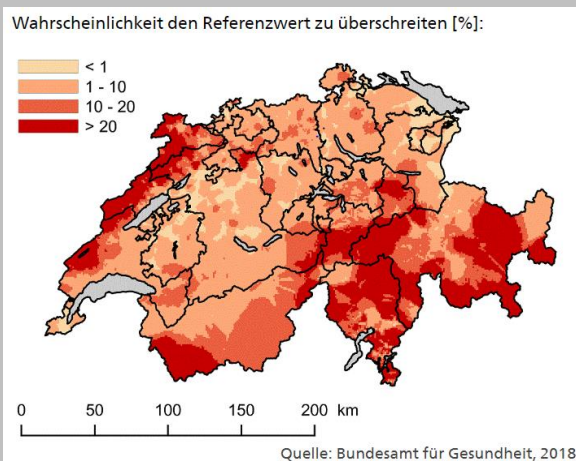 Wahrscheinlichkeit den Referenzwert zu überschreiten [%]:
< 1
1 - 10
10 - 20
> 20
0 50 100 150 200 km
Quelle: Bundesamt für Gesundheit, 2018